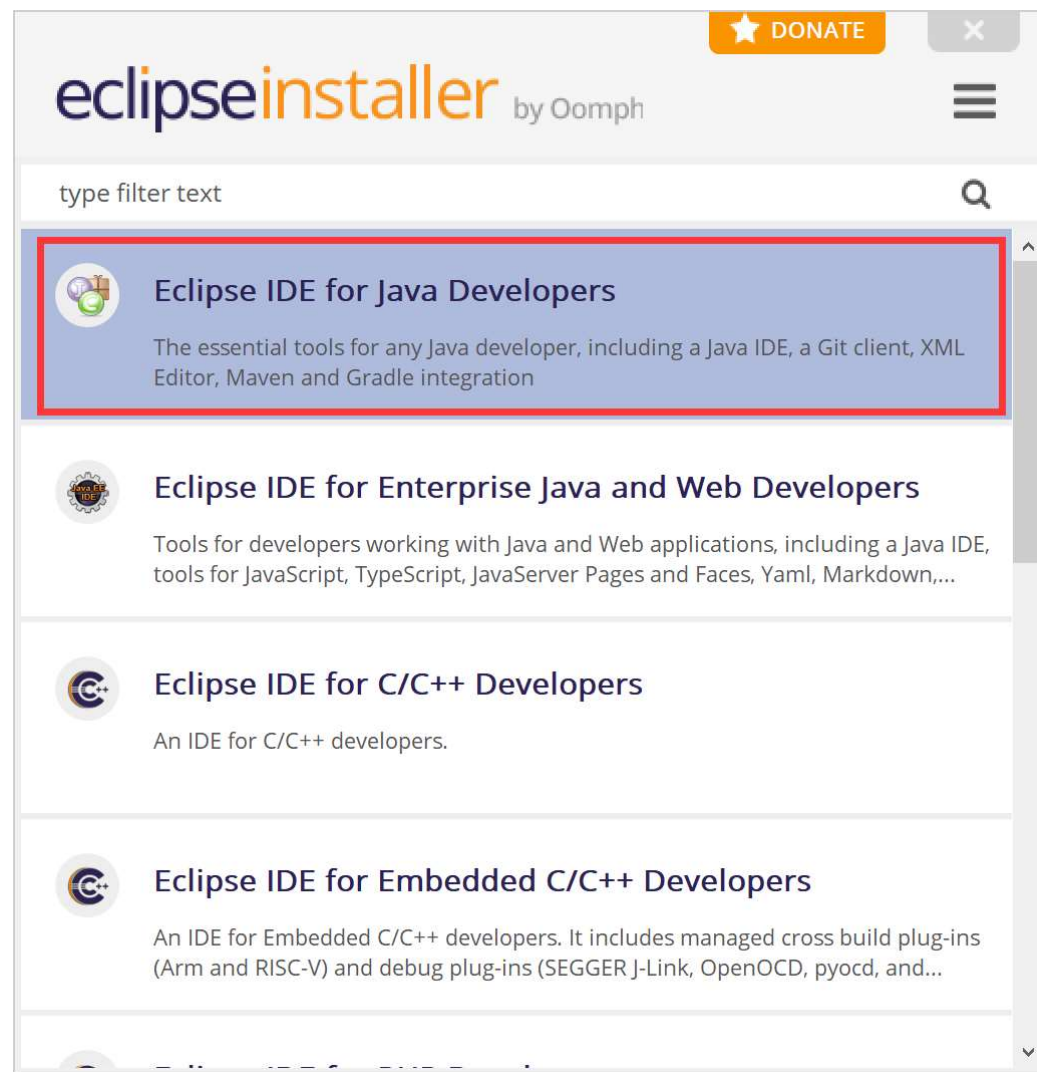 DONATE
eclipseinstaller by Oomph
type filter text
Eclipse IDE for Java Developers
The essential tools for any Java developer, including a Java IDE, a Git client, XML
Editor, Maven and Gradle integration
Java EE
IDE
Eclipse IDE for Enterprise Java and Web Developers
Tools for developers working with Java and Web applications, including a Java IDE,
tools for JavaScript, TypeScript, JavaServer Pages and Faces, Yaml, Markdown,...
C++
Eclipse IDE for C/C++ Developers
An IDE for C/C++ developers.
C++
Eclipse IDE for Embedded C/C++ Developers
An IDE for Embedded C/C++ developers. It includes managed cross build plug-ins
(Arm and RISC-V) and debug plug-ins (SEGGER J-Link, OpenOCD, pyocd, and...